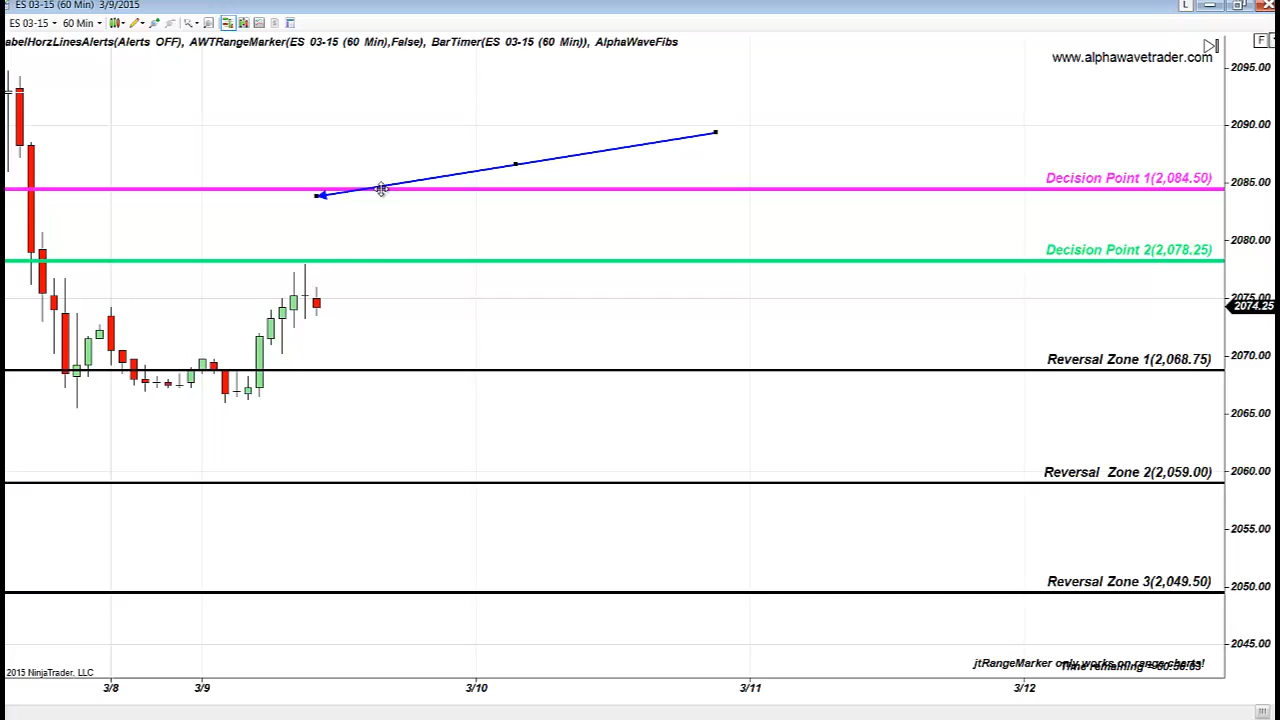 ES 03-15 (60 Min) 3/9/2015
L
ES 03-15 60 Min
abelHorzLinesAlerts(Alerts OFF), AWTRangeMarker(ES 03-15 (60 Min),False), BarTimer(ES 03-15 (60 Min)), AlphaWaveFibs
F
www.alphawavetrader.com
2095.00
2090.00
Decision Point 1(2,084.50)
2085.00
Decision Point 2(2,078.25)
2080.00
2075.00
2074.25
Reversal Zone 1(2,068.75)
2070.00
2065.00
Reversal Zone 2(2,059.00)
2060.00
2055.00
Reversal Zone 3(2,049.50)
2050.00
2045.00
jtRangeMarker only works on range charts!
Time remaining =
2015 NinjaTrader, LLC
3/8 3/9 3/10 3/11 3/12